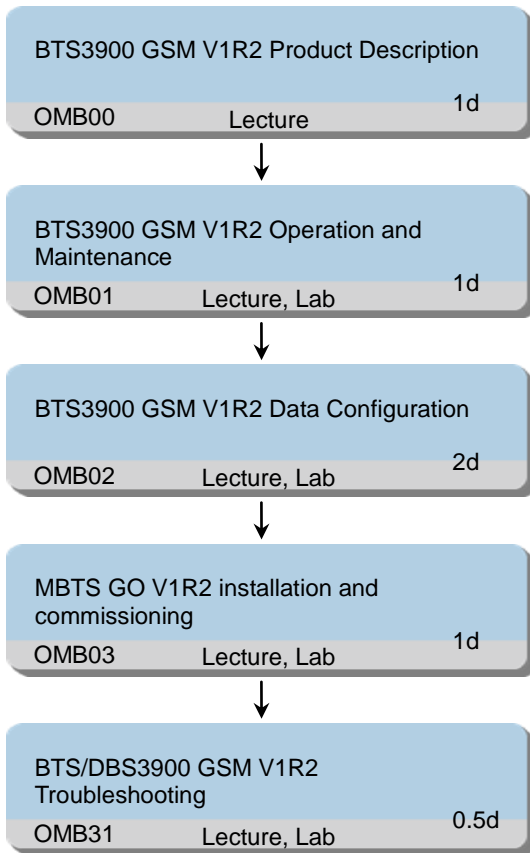 BTS3900 GSM V1R2 Product Description
1d
OMB00 Lecture
BTS3900 GSM V1R2 Operation and
Maintenance
1d
OMB01 Lecture, Lab
BTS3900 GSM V1R2 Data Configuration
2d
OMB02 Lecture, Lab
MBTS GO V1R2 installation and
commissioning
1d
OMB03 Lecture, Lab
BTS/DBS3900 GSM V1R2
Troubleshooting
0.5d
OMB31 Lecture, Lab